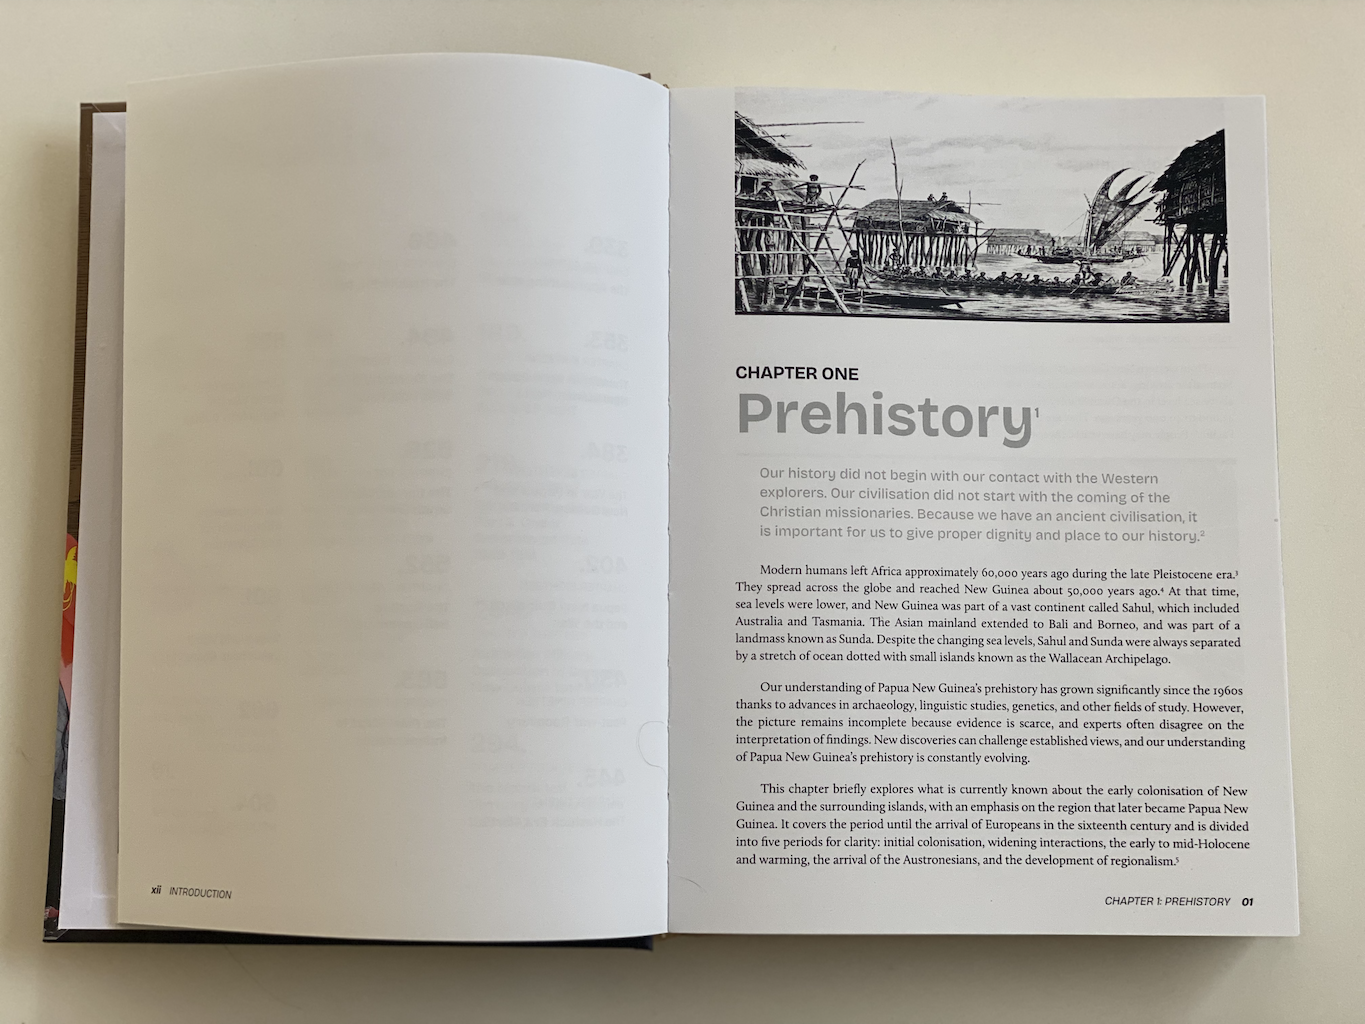 xii INTRODUCTION
CHAPTER ONE
Prehistory¹
Our history did not begin with our contact with the Western
explorers. Our civilisation did not start with the coming of the
Christian missionaries. Because we have an ancient civilisation, it
is important for us to give proper dignity and place to our history.²
Modern humans left Africa approximately 60,000 years ago during the late Pleistocene era.³
They spread across the globe and reached New Guinea about 50,000 years ago.⁴ At that time,
sea levels were lower, and New Guinea was part of a vast continent called Sahul, which included
Australia and Tasmania. The Asian mainland extended to Bali and Borneo, and was part of a
landmass known as Sunda. Despite the changing sea levels, Sahul and Sunda were always separated
by a stretch of ocean dotted with small islands known as the Wallacean Archipelago.
Our understanding of Papua New Guinea's prehistory has grown significantly since the 1960s
thanks to advances in archaeology, linguistic studies, genetics, and other fields of study. However,
the picture remains incomplete because evidence is scarce, and experts often disagree on the
interpretation of findings. New discoveries can challenge established views, and our understanding
of Papua New Guinea's prehistory is constantly evolving.
This chapter briefly explores what is currently known about the early colonisation of New
Guinea and the surrounding islands, with an emphasis on the region that later became Papua New
Guinea. It covers the period until the arrival of Europeans in the sixteenth century and is divided
into five periods for clarity: initial colonisation, widening interactions, the early to mid-Holocene
and warming, the arrival of the Austronesians, and the development of regionalism.⁵
CHAPTER 1: PREHISTORY 01